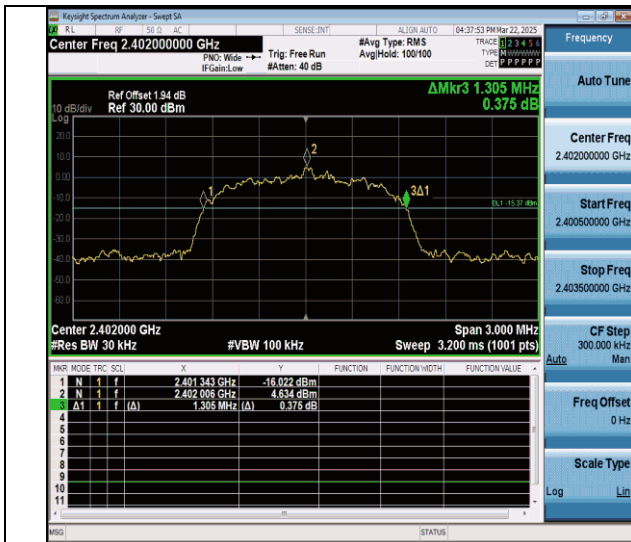 Keysight Spectrum Analyzer - Swept SA
RL RF 50 Ω AC SENSE:INT ALIGN AUTO 04:37:53 PM Mar 22, 2025
Center Freq 2.402000000 GHz
PNO: Wide
IFGain:Low
Trig: Free Run
#Atten: 40 dB
#Avg Type: RMS
Avg|Hold: 100/100
TRACE 1 2 3 4 5 6
TYPE M W W W W W
DET P P P P P P
Frequency
Auto Tune
Center Freq
2.402000000 GHz
Start Freq
2.400500000 GHz
Stop Freq
2.403500000 GHz
CF Step
300.000 kHz
Auto Man
Freq Offset
0 Hz
Scale Type
Log Lin
ΔMkr3 1.305 MHz
0.375 dB
Ref Offset 1.94 dB
10 dB/div Ref 30.00 dBm
Log
20.0
10.0
0.00
-10.0
-20.0
-30.0
-40.0
-50.0
-60.0
1
2
3Δ1
DL1 -15.37 dBm
Center 2.402000 GHz Span 3.000 MHz
#Res BW 30 kHz #VBW 100 kHz Sweep 3.200 ms (1001 pts)
MKR MODE TRC SCL X Y FUNCTION FUNCTION WIDTH FUNCTION VALUE
1 N 1 f 2.401 343 GHz -16.022 dBm
2 N 1 f 2.402 006 GHz 4.634 dBm
3 Δ1 1 f (Δ) 1.305 MHz (Δ) 0.375 dB
4
5
6
7
8
9
10
11
MSG STATUS